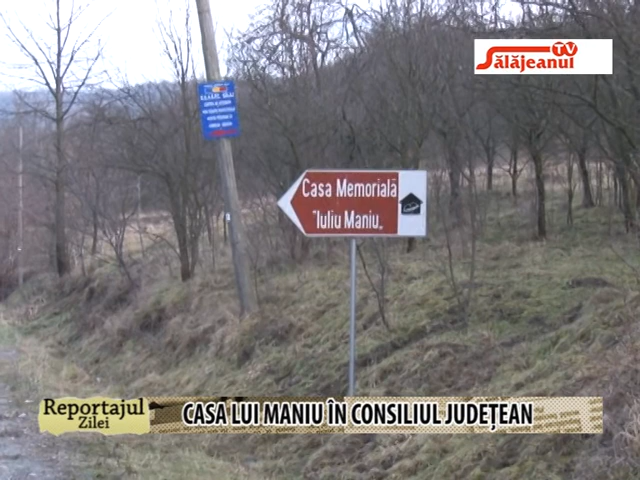 Sălăjeanul TV
Casa Memorială
"Iuliu Maniu„
Reportajul
Zilei
CASA LUI MANIU ÎN CONSILIUL JUDEȚEAN